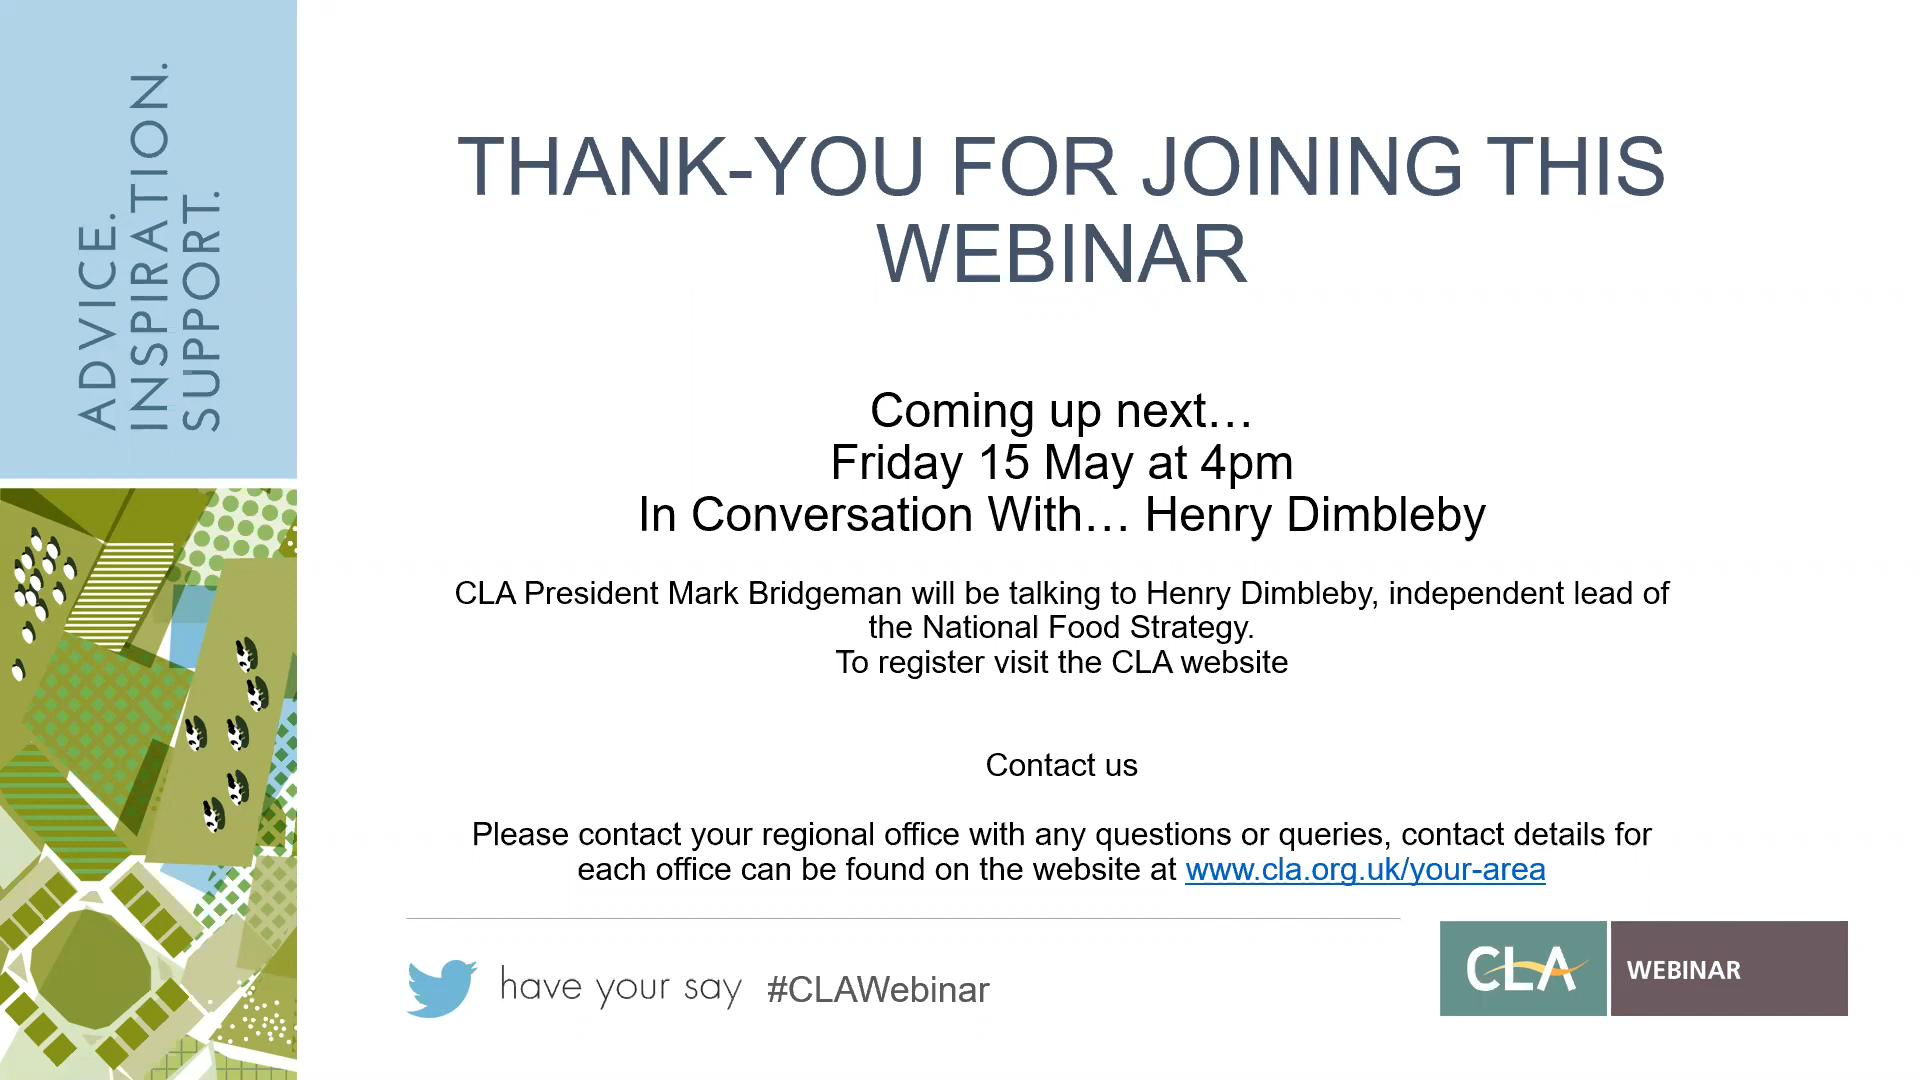 ADVICE.
INSPIRATION.
SUPPORT.
THANK-YOU FOR JOINING THIS
WEBINAR
Coming up next…
Friday 15 May at 4pm
In Conversation With… Henry Dimbleby
CLA President Mark Bridgeman will be talking to Henry Dimbleby, independent lead of
the National Food Strategy.
To register visit the CLA website
Contact us
Please contact your regional office with any questions or queries, contact details for
each office can be found on the website at www.cla.org.uk/your-area
have your say #CLAWebinar
CLA WEBINAR